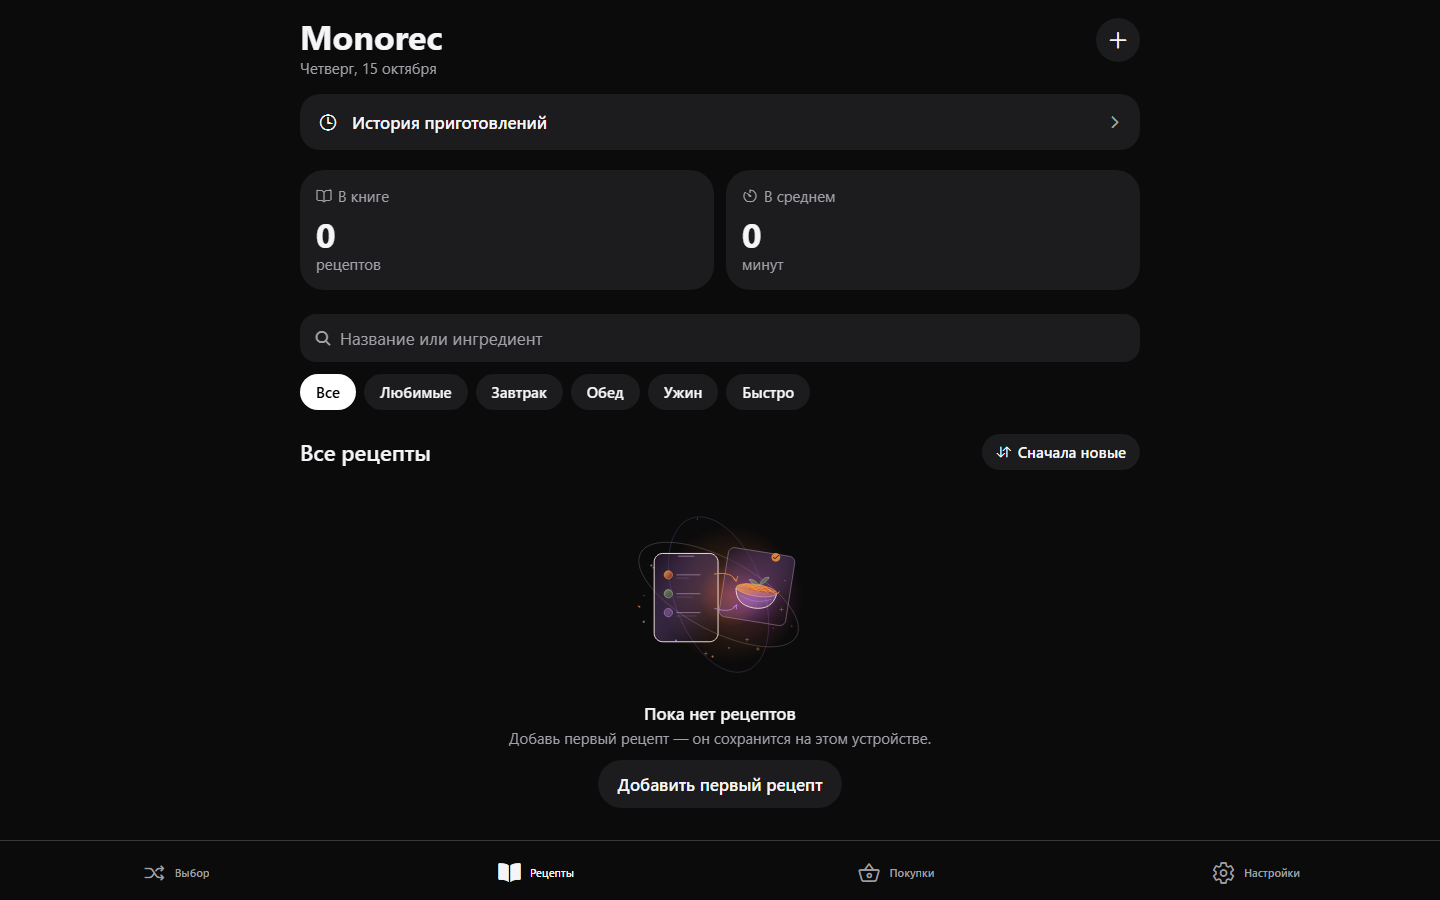 Monorec
Четверг, 15 октября
История приготовлений
В книге
0
рецептов
В среднем
0
минут
Название или ингредиент
Все
Любимые
Завтрак
Обед
Ужин
Быстро
Все рецепты
Сначала новые
Пока нет рецептов
Добавь первый рецепт — он сохранится на этом устройстве.
Добавить первый рецепт
Выбор
Рецепты
Покупки
Настройки